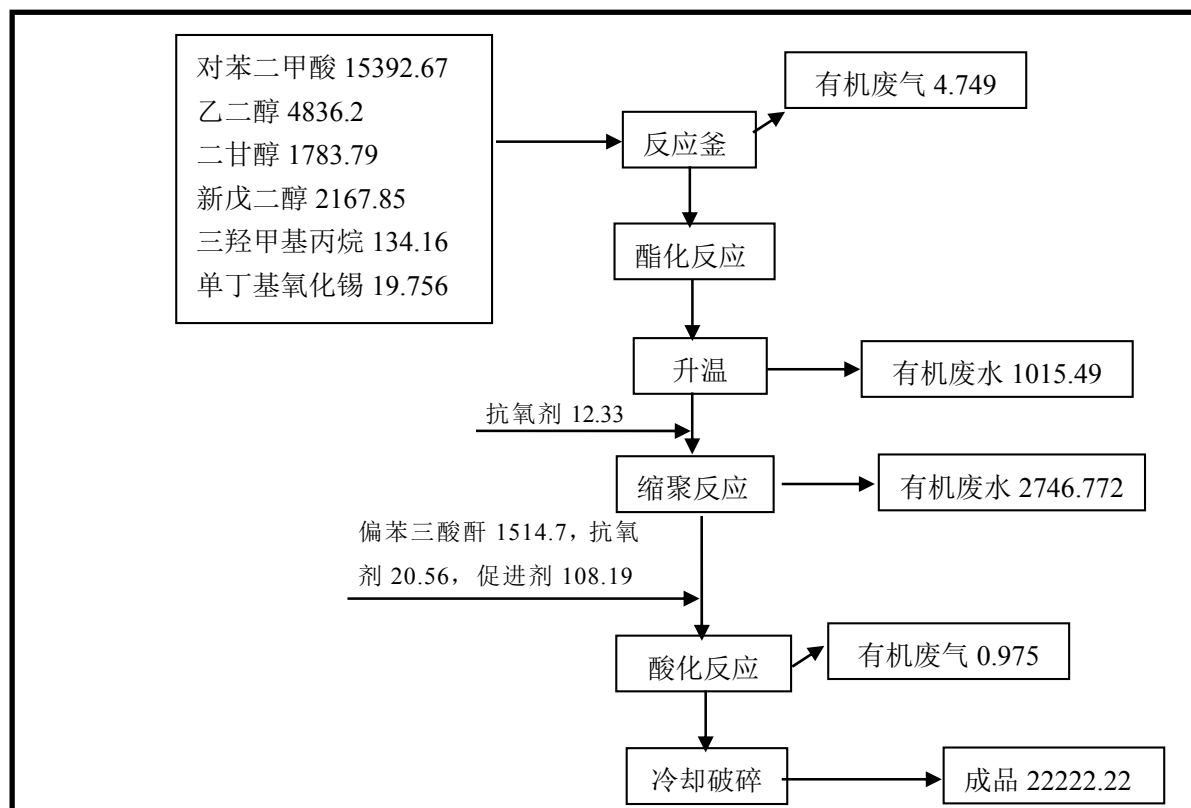 对苯二甲酸 15392.67
乙二醇 4836.2
二甘醇 1783.79
新戊二醇 2167.85
三羟甲基丙烷 134.16
单丁基氧化锡 19.756
有机废气 4.749
反应釜
酯化反应
升温
有机废水 1015.49
抗氧剂 12.33
缩聚反应
有机废水 2746.772
偏苯三酸酐 1514.7，抗氧
剂 20.56，促进剂 108.19
酸化反应
有机废气 0.975
冷却破碎
成品 22222.22